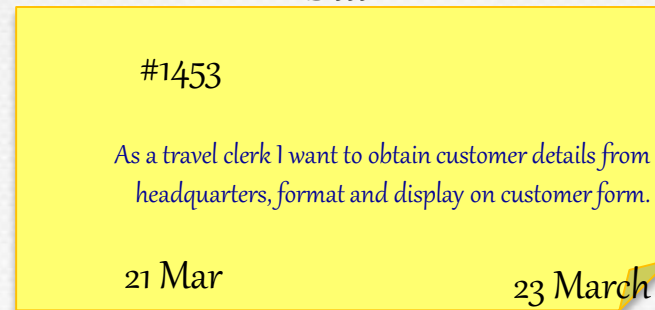 #1453
As a travel clerk I want to obtain customer details from
headquarters, format and display on customer form.
21 Mar
23 March